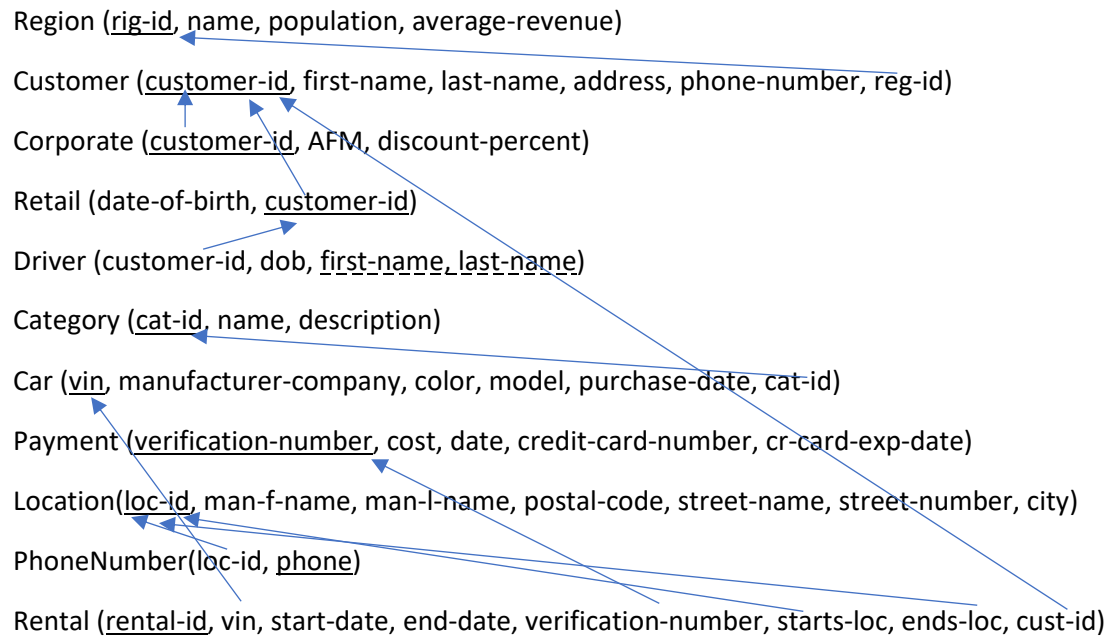 Region (rig-id, name, population, average-revenue)
Customer (customer-id, first-name, last-name, address, phone-number, reg-id)
Corporate (customer-id, AFM, discount-percent)
Retail (date-of-birth, customer-id)
Driver (customer-id, dob, first-name, last-name)
Category (cat-id, name, description)
Car (vin, manufacturer-company, color, model, purchase-date, cat-id)
Payment (verification-number, cost, date, credit-card-number, cr-card-exp-date)
Location(loc-id, man-f-name, man-l-name, postal-code, street-name, street-number, city)
PhoneNumber(loc-id, phone)
Rental (rental-id, vin, start-date, end-date, verification-number, starts-loc, ends-loc, cust-id)